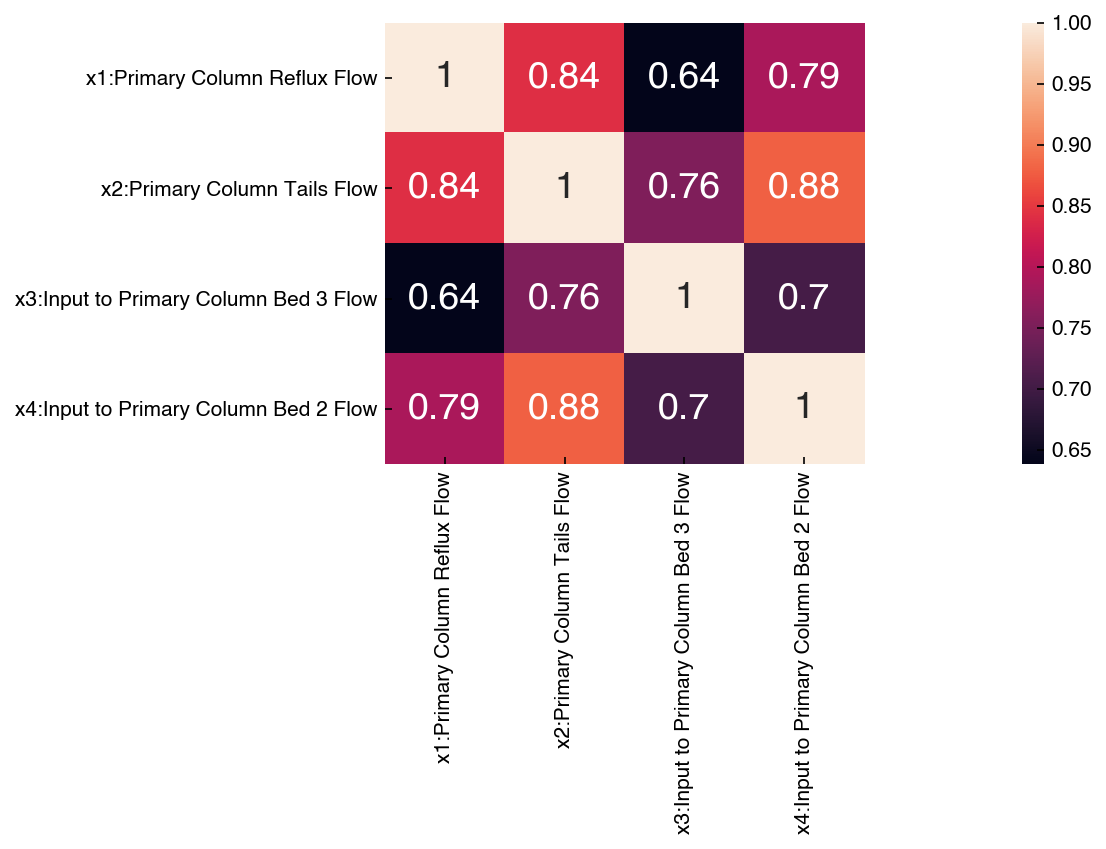 x1:Primary Column Reflux Flow 1 0.84 0.64 0.79
x2:Primary Column Tails Flow 0.84 1 0.76 0.88
x3:Input to Primary Column Bed 3 Flow 0.64 0.76 1 0.7
x4:Input to Primary Column Bed 2 Flow 0.79 0.88 0.7 1
x1:Primary Column Reflux Flow
x2:Primary Column Tails Flow
x3:Input to Primary Column Bed 3 Flow
x4:Input to Primary Column Bed 2 Flow
1.00
0.95
0.90
0.85
0.80
0.75
0.70
0.65